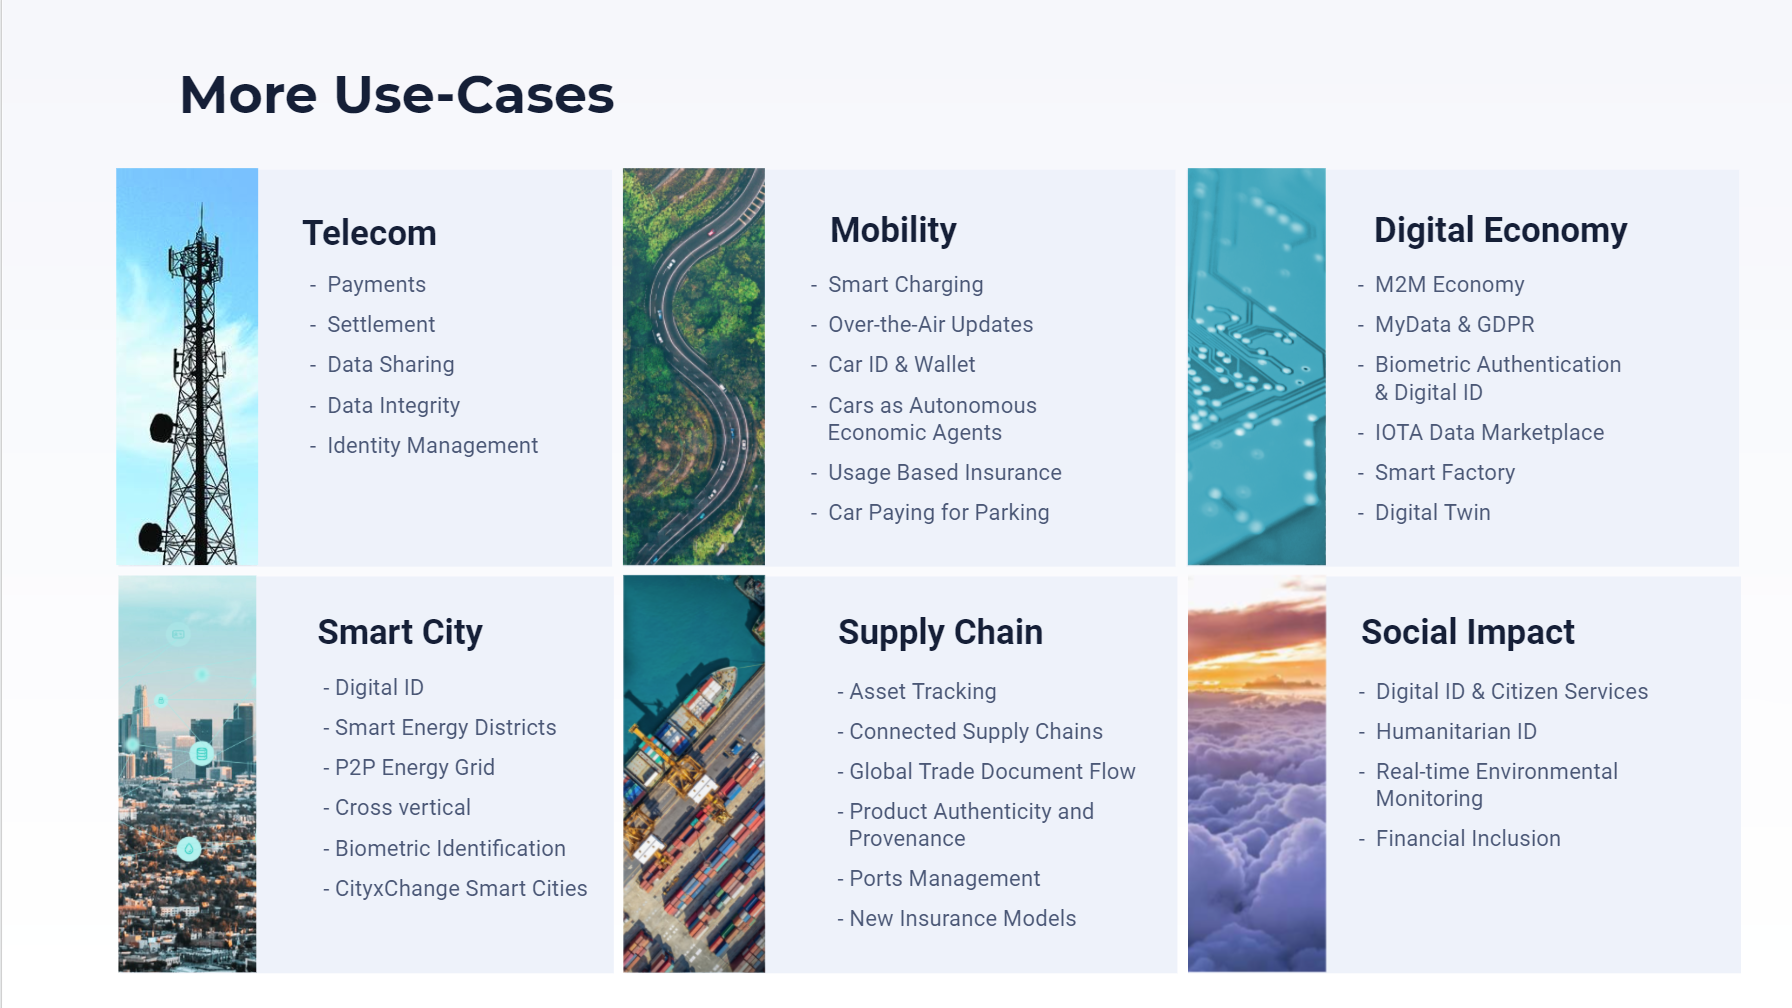 More Use-Cases
Telecom
- Payments
- Settlement
- Data Sharing
- Data Integrity
- Identity Management
Mobility
- Smart Charging
- Over-the-Air Updates
- Car ID & Wallet
- Cars as Autonomous
Economic Agents
- Usage Based Insurance
- Car Paying for Parking
Digital Economy
- M2M Economy
- MyData & GDPR
- Biometric Authentication
& Digital ID
- IOTA Data Marketplace
- Smart Factory
- Digital Twin
Smart City
- Digital ID
- Smart Energy Districts
- P2P Energy Grid
- Cross vertical
- Biometric Identification
- CityxChange Smart Cities
Supply Chain
- Asset Tracking
- Connected Supply Chains
- Global Trade Document Flow
- Product Authenticity and
Provenance
- Ports Management
- New Insurance Models
Social Impact
- Digital ID & Citizen Services
- Humanitarian ID
- Real-time Environmental
Monitoring
- Financial Inclusion